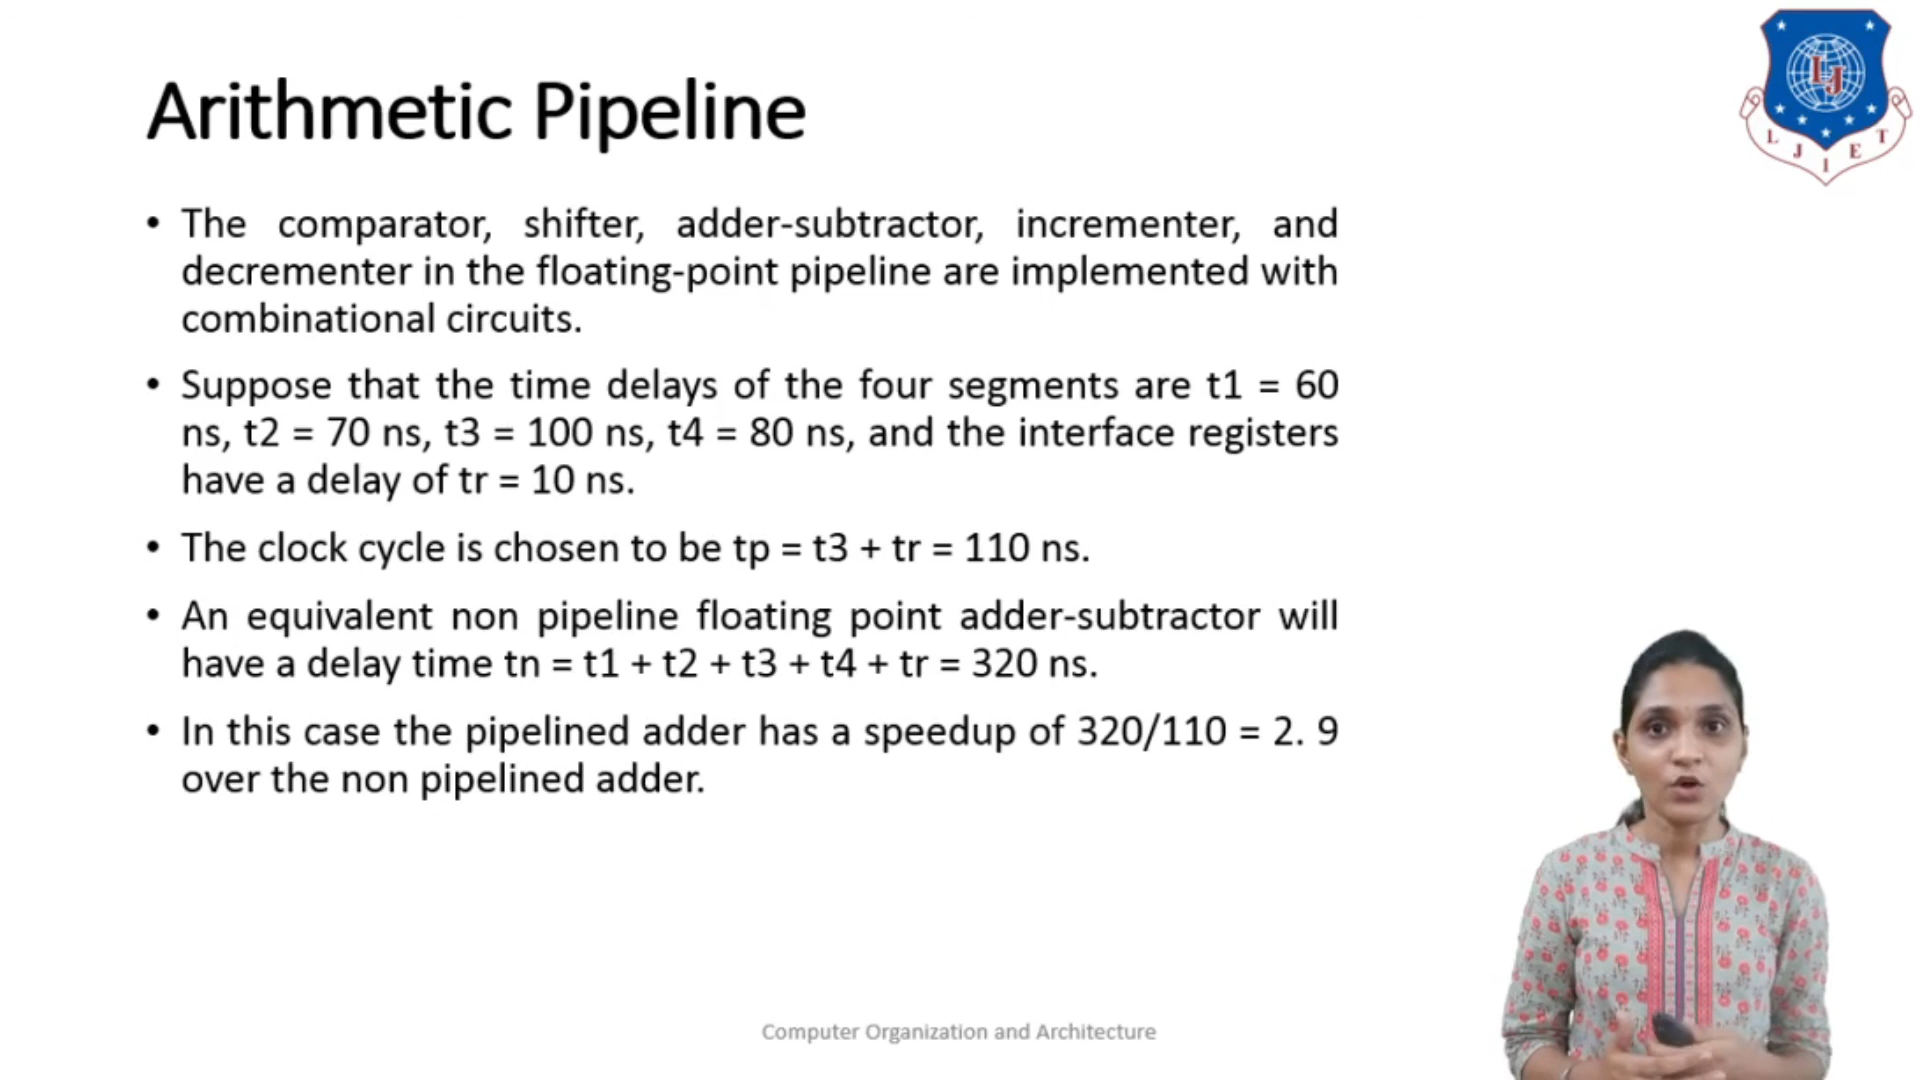 Arithmetic Pipeline
L J I E T
LJ
• The comparator, shifter, adder-subtractor, incrementer, and
decrementer in the floating-point pipeline are implemented with
combinational circuits.
• Suppose that the time delays of the four segments are t1 = 60
ns, t2 = 70 ns, t3 = 100 ns, t4 = 80 ns, and the interface registers
have a delay of tr = 10 ns.
• The clock cycle is chosen to be tp = t3 + tr = 110 ns.
• An equivalent non pipeline floating point adder-subtractor will
have a delay time tn = t1 + t2 + t3 + t4 + tr = 320 ns.
• In this case the pipelined adder has a speedup of 320/110 = 2. 9
over the non pipelined adder.
Computer Organization and Architecture